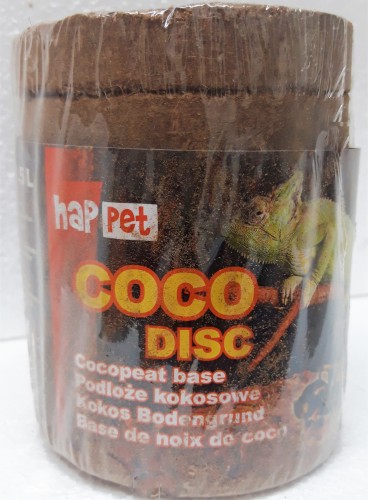 hap pet
COCO
DISC
Cocopeat base
Podłoże kokosowe
Kokos Bodengrund
Base de noix de coco